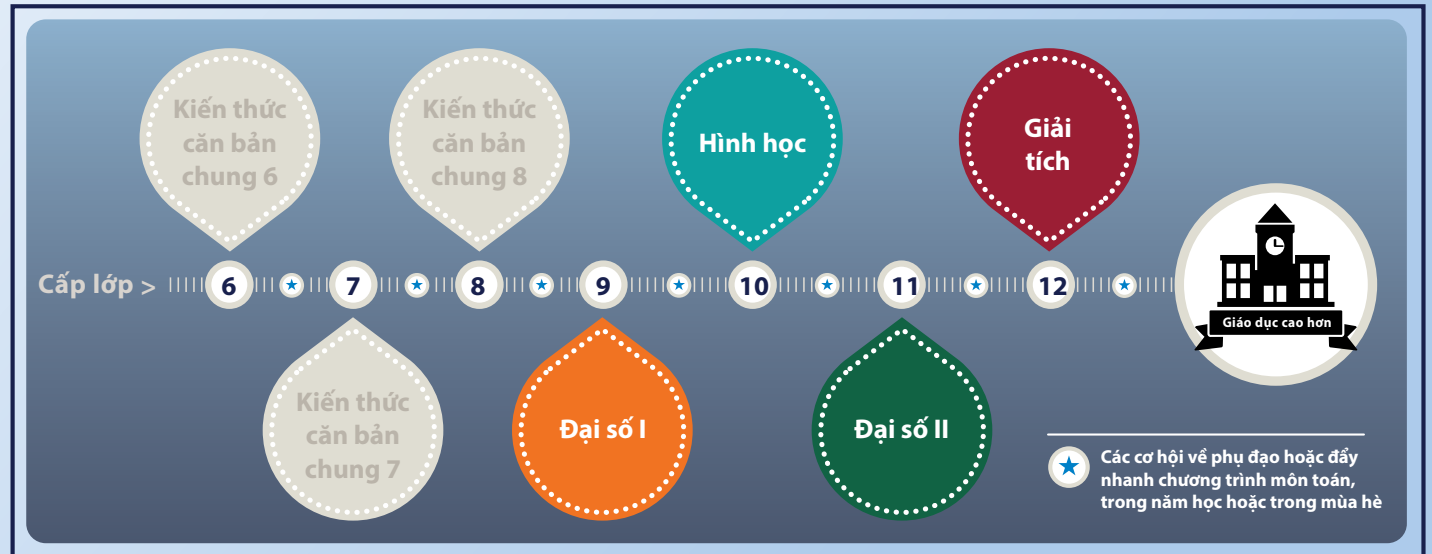 Kiến thức
căn bản
chung 6
Kiến thức
căn bản
chung 8
Hình học
Giải
tích
Cấp lớp > 6 7 8 9 10 11 12
Giáo dục cao hơn
Kiến thức
căn bản
chung 7
Đại số I
Đại số II
Các cơ hội về phụ đạo hoặc đẩy
nhanh chương trình môn toán,
trong năm học hoặc trong mùa hè